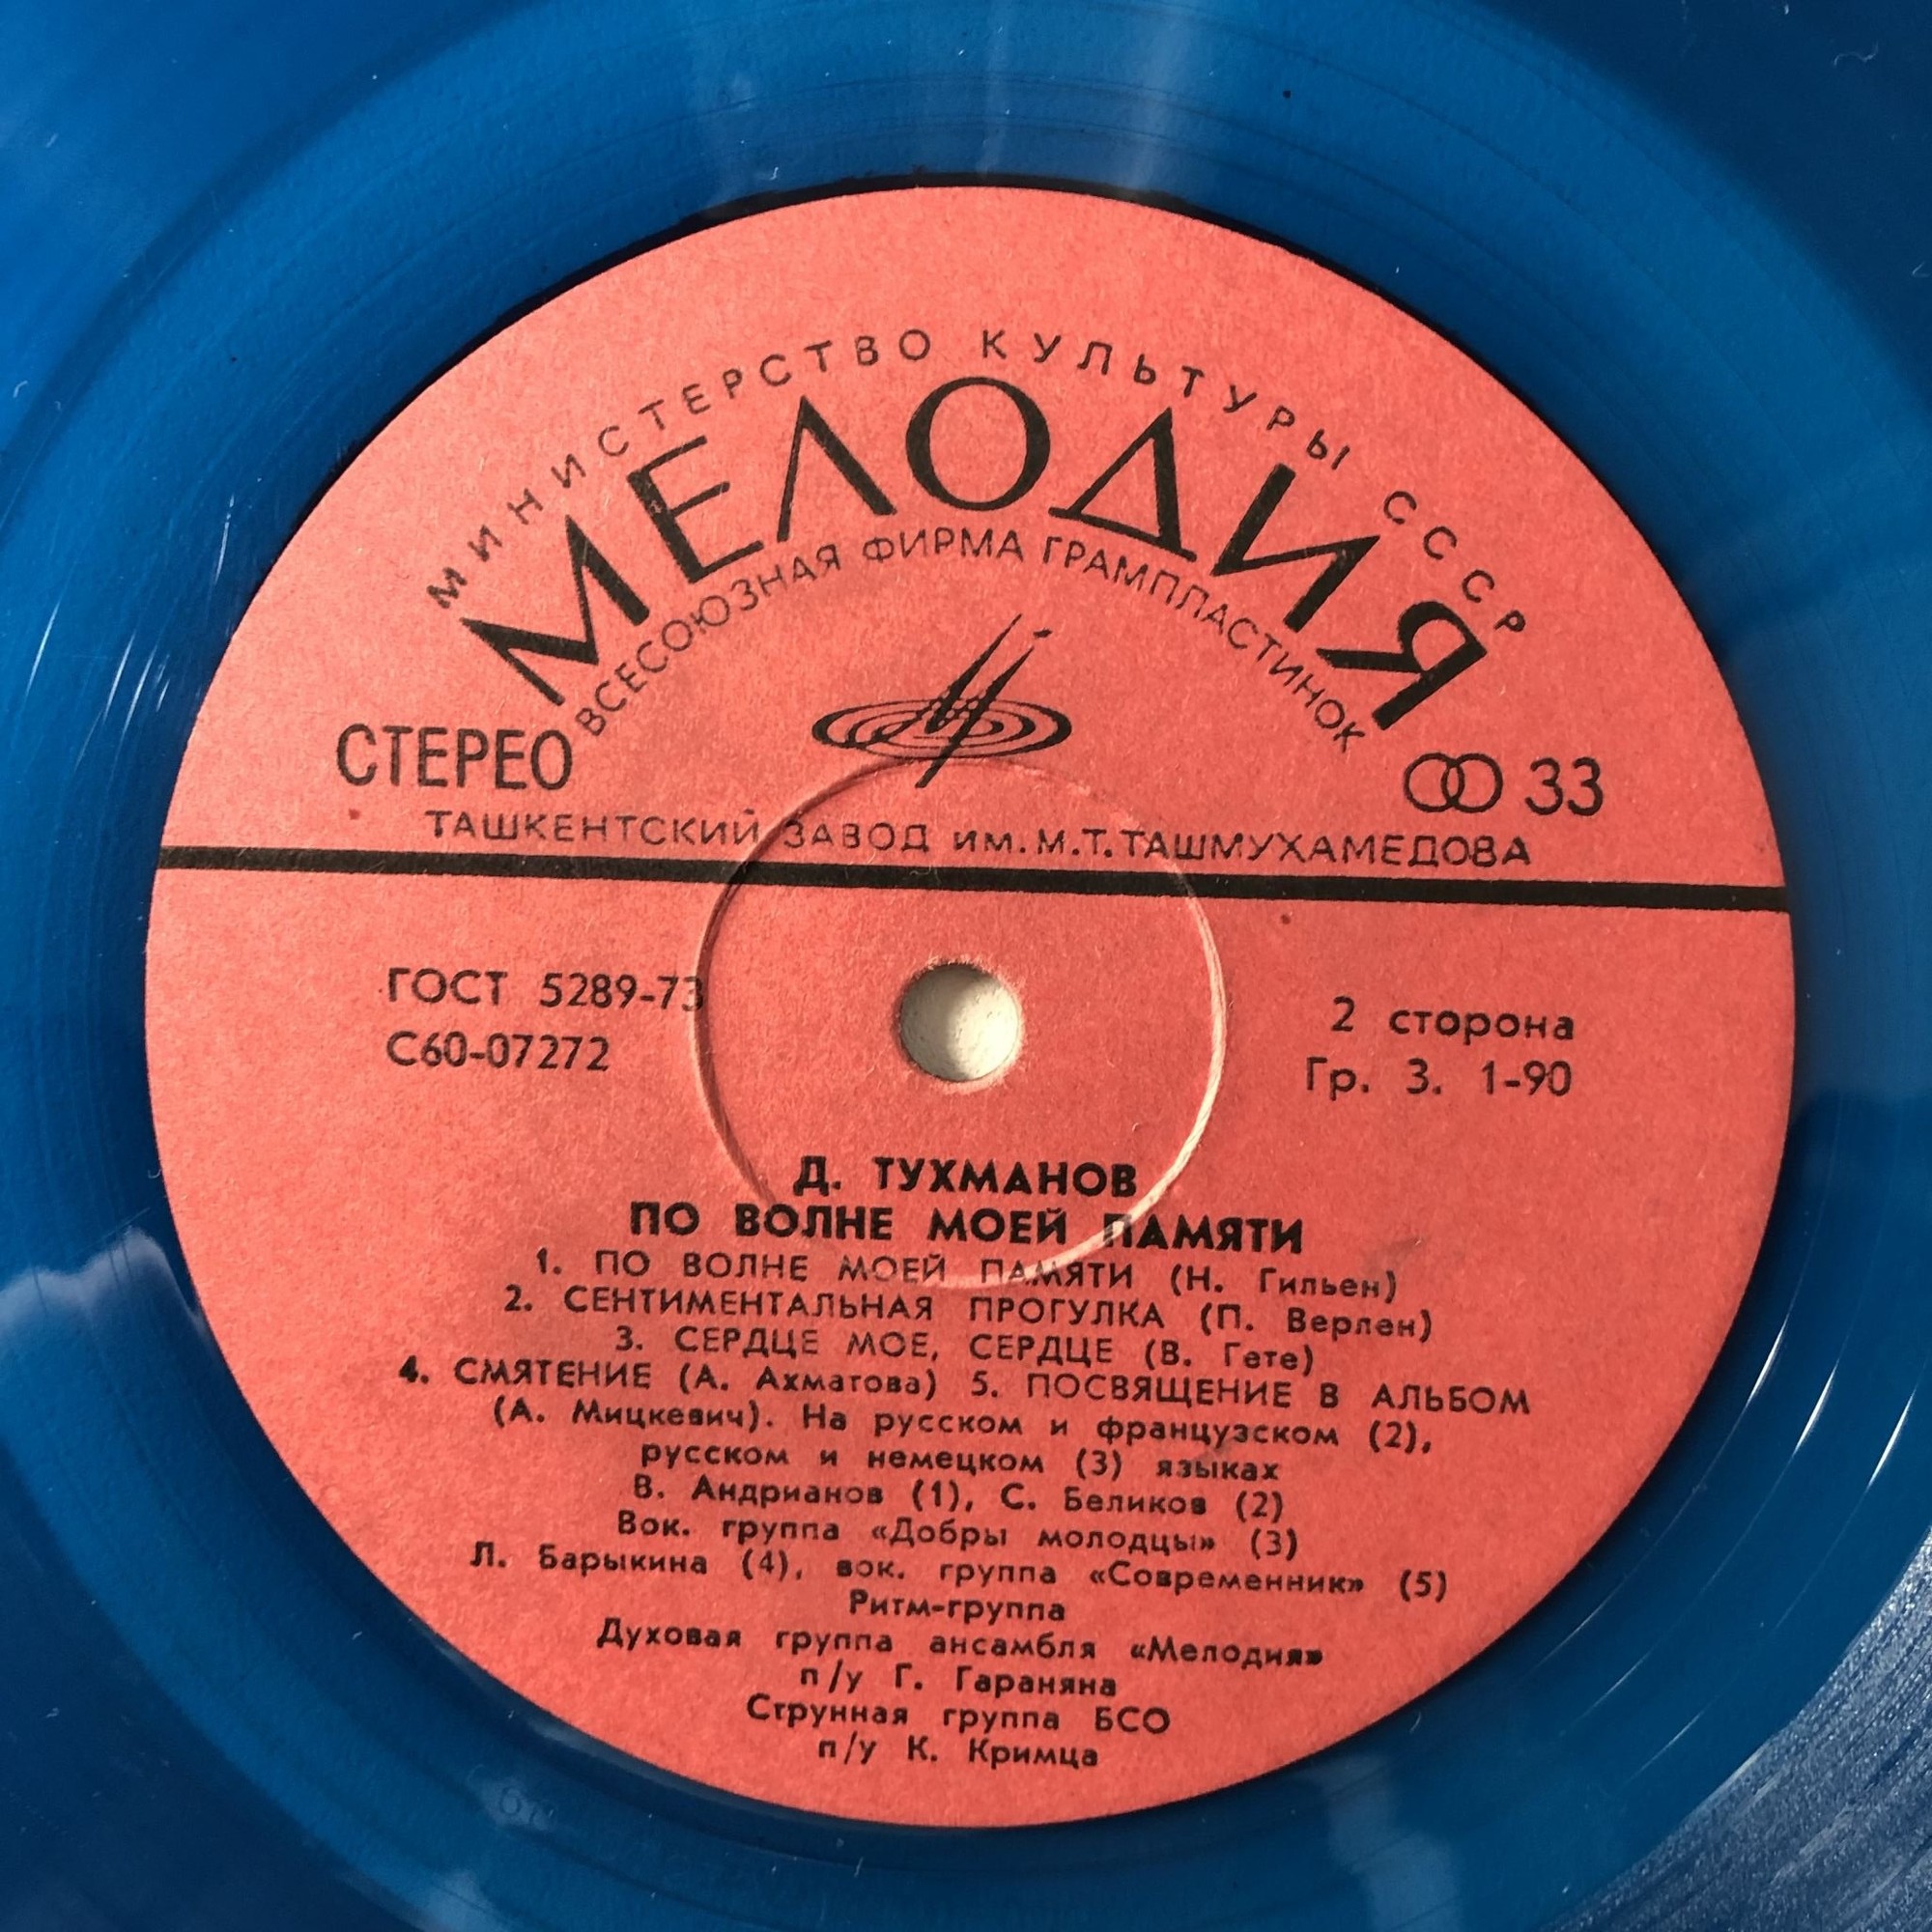 МИНИСТЕРСТВО КУЛЬТУРЫ СССР
МЕЛОДИЯ
ВСЕСОЮЗНАЯ ФИРМА ГРАМПЛАСТИНОК
СТЕРЕО
33
ТАШКЕНТСКИЙ ЗАВОД им. М.Т.ТАШМУХАМЕДОВА
ГОСТ 5289-73
С60-07272
2 сторона
Гр. 3. 1-90
Д. ТУХМАНОВ
ПО ВОЛНЕ МОЕЙ ПАМЯТИ
1. ПО ВОЛНЕ МОЕЙ ПАМЯТИ (Н. Гильен)
2. СЕНТИМЕНТАЛЬНАЯ ПРОГУЛКА (П. Верлен)
3. СЕРДЦЕ МОЕ, СЕРДЦЕ (В. Гете)
4. СМЯТЕНИЕ (А. Ахматова) 5. ПОСВЯЩЕНИЕ В АЛЬБОМ
(А. Мицкевич). На русском и французском (2),
русском и немецком (3) языках
В. Андрианов (1), С. Беликов (2)
Вок. группа «Добры молодцы» (3)
Л. Барыкина (4), вок. группа «Современник» (5)
Ритм-группа
Духовая группа ансамбля «Мелодия»
п/у Г. Гараняна
Струнная группа БСО
п/у К. Кримца